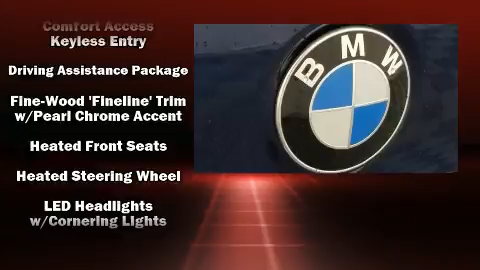 Comfort Access
Keyless Entry
Driving Assistance Package
Fine-Wood 'Fineline' Trim
w/Pearl Chrome Accent
Heated Front Seats
Heated Steering Wheel
LED Headlights
w/Cornering Lights
BMW